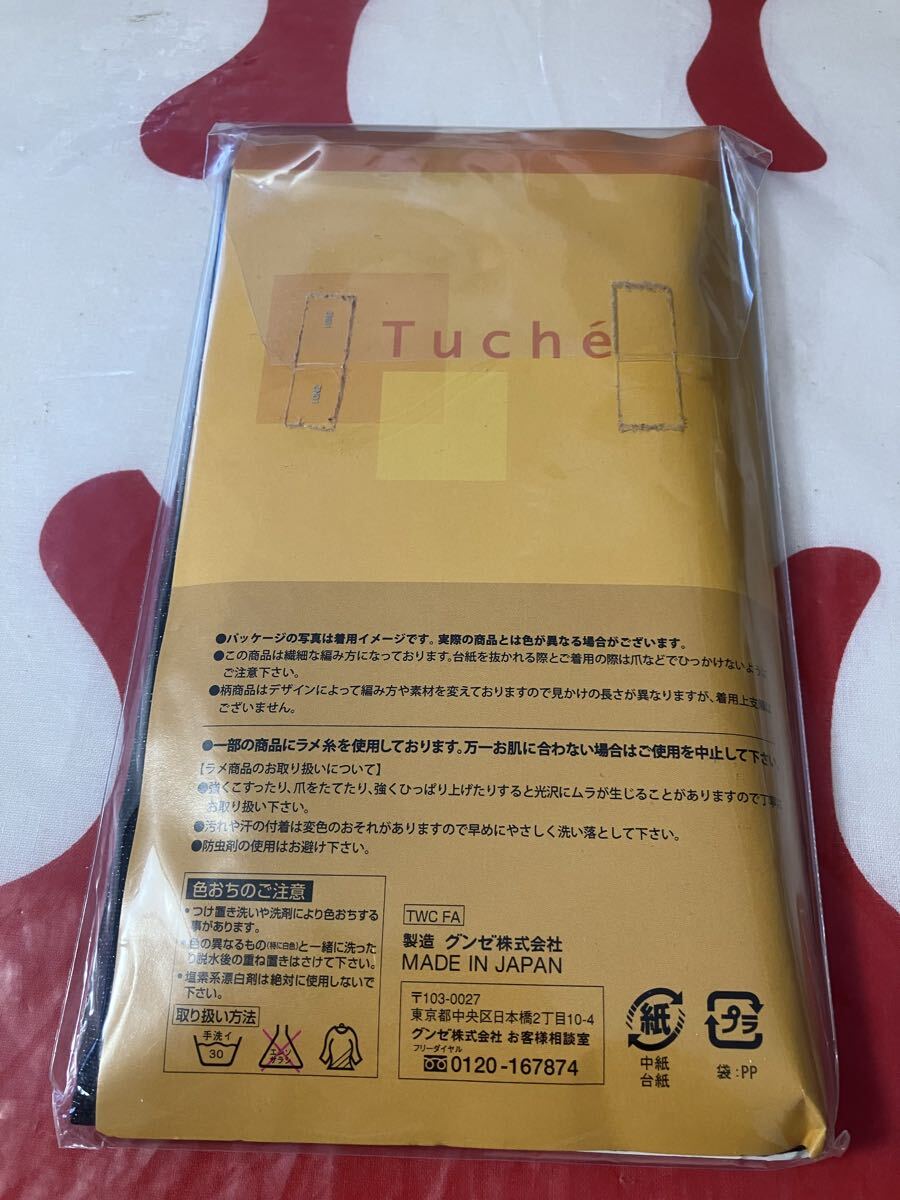 Tuché
●パッケージの写真は着用イメージです。実際の商品とは色が異なる場合がございます。
●この商品は繊細な編み方になっております。台紙を抜かれる際とご着用の際は爪などでひっかけないように
ご注意下さい。
●柄商品はデザインによって編み方や素材を変えておりますので見かけの長さが異なりますが、着用上支障は
ございません。
●一部の商品にラメ糸を使用しております。万一お肌に合わない場合はご使用を中止して下さい。
【ラメ商品のお取り扱いについて】
●強くこすったり、爪をたてたり、強くひっぱり上げたりすると光沢にムラが生じることがありますので丁寧に
お取り扱い下さい。
●汚れや汗の付着は変色のおそれがありますので早めにやさしく洗い落として下さい。
●防虫剤の使用はお避け下さい。
色おちのご注意
・つけ置き洗いや洗剤により色おちする
事があります。
・色の異なるもの(特に白色)と一緒に洗った
り脱水後の重ね置きはさけて下さい。
・塩素系漂白剤は絶対に使用しないで
下さい。
取り扱い方法
手洗イ
30
エンソ
サラシ
TWC FA
製造 グンゼ株式会社
MADE IN JAPAN
〒103-0027
東京都中央区日本橋2丁目10-4
グンゼ株式会社 お客様相談室
フリーダイヤル
0120-167874
紙
中紙
台紙
プラ
袋:PP